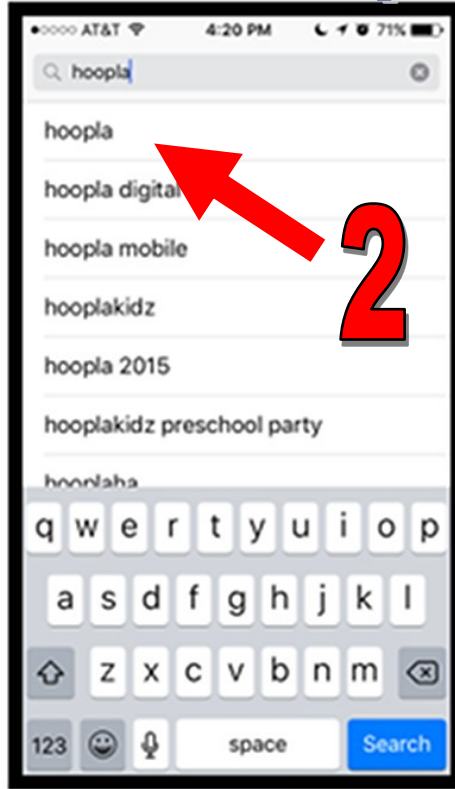 AT&T 4:20 PM 71%
hoopla
hoopla
hoopla digital
hoopla mobile
2
hooplakidz
hoopla 2015
hooplakidz preschool party
hooplaha
q w e r t y u i o p
a s d f g h j k l
z x c v b n m
123 space Search